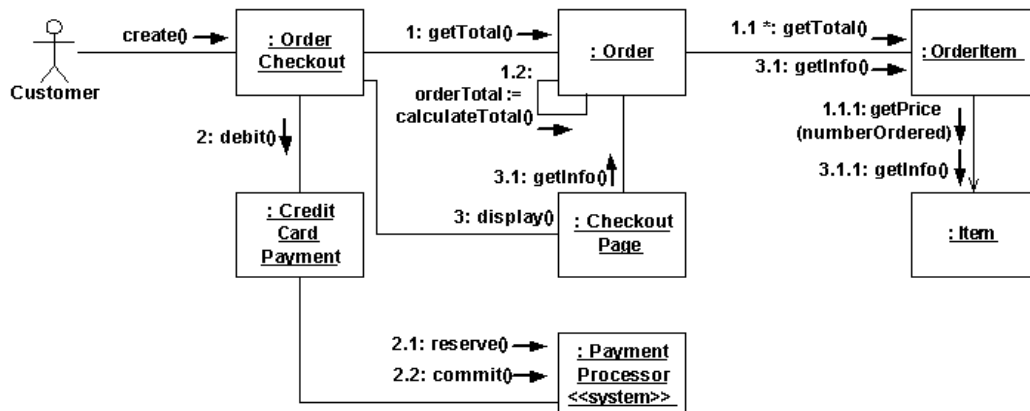 create()
1: getTotal()
1.1 *: getTotal()
: Order
Checkout
: Order
: OrderItem
Customer
1.2:
orderTotal :=
calculateTotal()
3.1: getInfo()
1.1.1: getPrice
(numberOrdered)
2: debit()
3.1: getInfo()
3.1.1: getInfo()
: Credit
Card
Payment
3: display()
: Checkout
Page
: Item
2.1: reserve()
2.2: commit()
: Payment
Processor
<<system>>